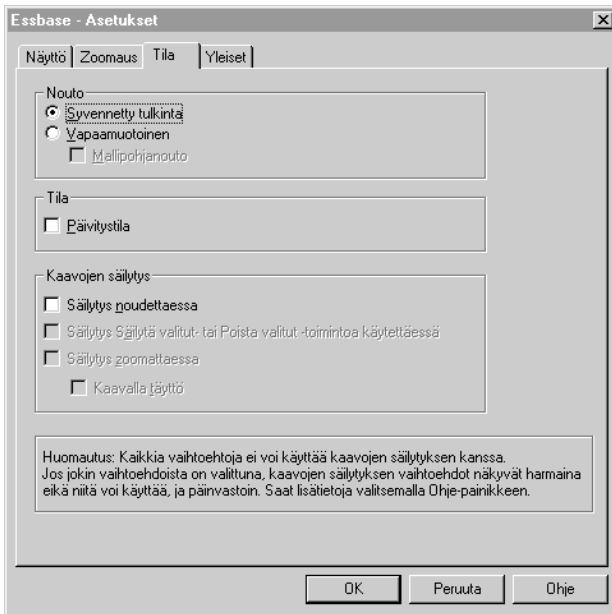 Essbase - Asetukset
Näyttö Zoomaus Tila Yleiset
Nouto
Syvennetty tulkinta
Vapaamuotoinen
Mallipohjanouto
Tila
Päivitystila
Kaavojen säilytys
Säilytys noudettaessa
Säilytys Säilytä valitut- tai Poista valitut -toimintoa käytettäessä
Säilytys zoomattaessa
Kaavalla täyttö
Huomautus: Kaikkia vaihtoehtoja ei voi käyttää kaavojen säilytyksen kanssa.
Jos jokin vaihtoehdoista on valittuna, kaavojen säilytyksen vaihtoehdot näkyvät harmaina
eikä niitä voi käyttää, ja päinvastoin. Saat lisätietoja valitsemalla Ohje-painikkeen.
OK Peruuta Ohje